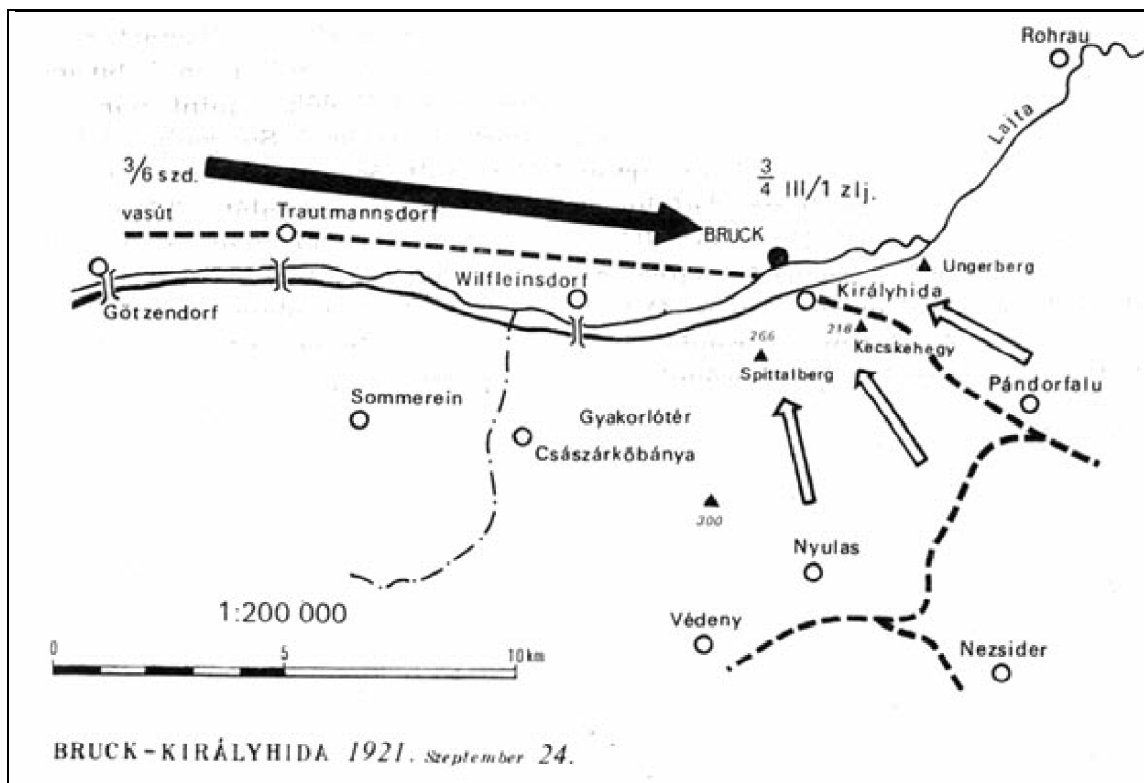 Rohrau
Lajta
3/6 szd.
3/4 III/1 zlj.
vasút
Trautmannsdorf
BRUCK
Wilfleinsdorf
Ungerberg
Királyhida
Götzendorf
266
218
Kecskehegy
Spittalberg
Pándorfalu
Sommerein
Gyakorlótér
Császárkőbánya
300
Nyulas
1:200 000
Védeny
0 5 10 km
Nezsider
BRUCK-KIRÁLYHIDA 1921. Szeptember 24.